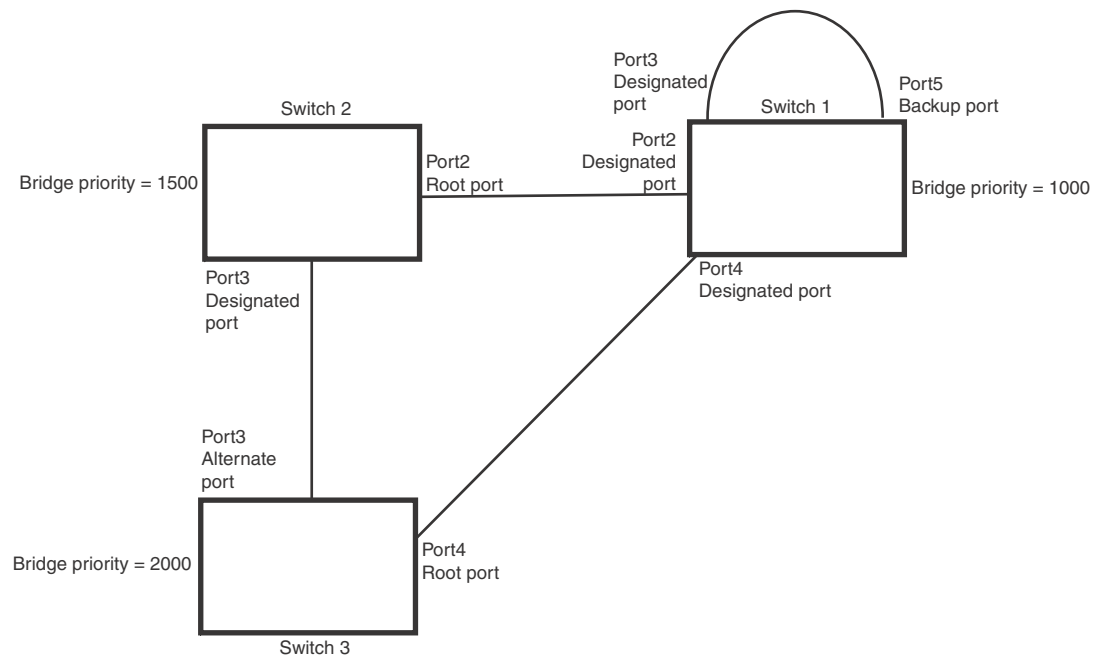 Switch 2
Bridge priority = 1500
Port2
Root port
Port3
Designated
port
Port3
Designated
port
Switch 1
Port5
Backup port
Port2
Designated
port
Bridge priority = 1000
Port4
Designated port
Port3
Alternate
port
Bridge priority = 2000
Port4
Root port
Switch 3